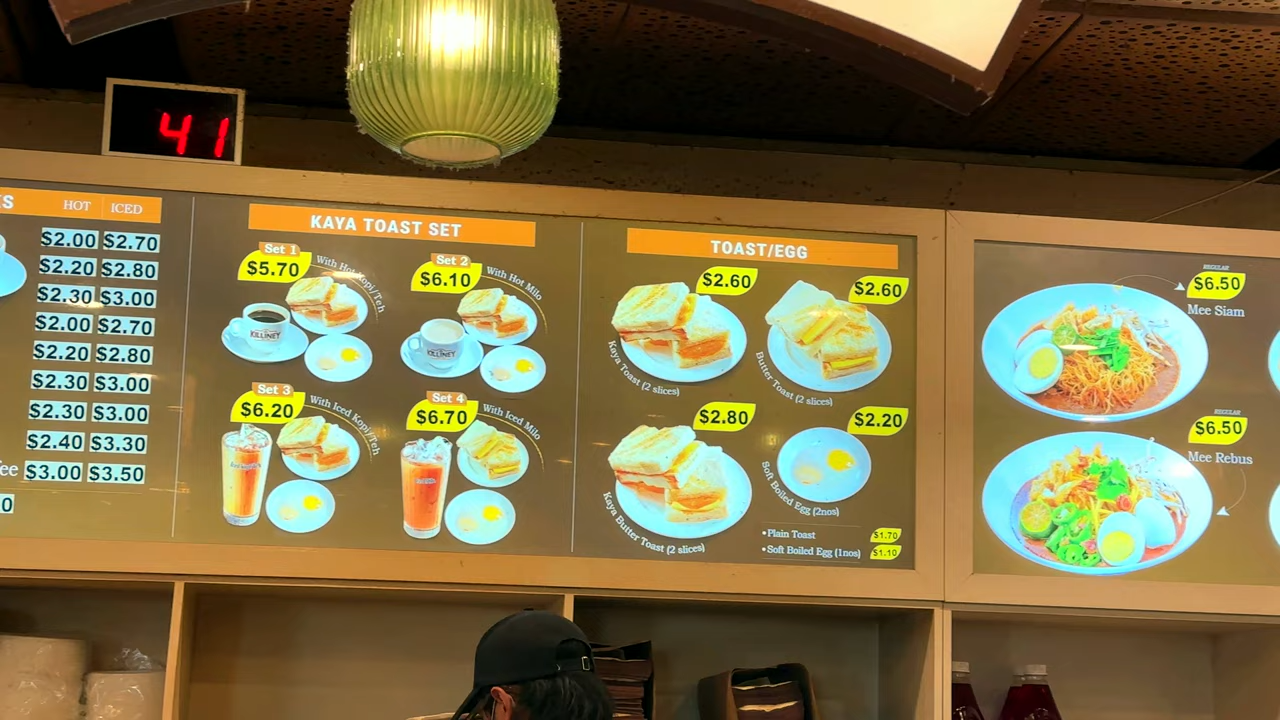 41
HOT ICED
$2.00 $2.70
$2.20 $2.80
$2.30 $3.00
$2.00 $2.70
$2.20 $2.80
$2.30 $3.00
$2.30 $3.00
$2.40 $3.30
$3.00 $3.50
KAYA TOAST SET
Set 1
$5.70
With Hot Kopi/Teh
Set 2
$6.10
With Hot Milo
KILLINEY
Set 3
$6.20
With Iced Kopi/Teh
Set 4
$6.70
With Iced Milo
TOAST/EGG
$2.60
Kaya Toast (2 slices)
$2.60
Butter Toast (2 slices)
$2.80
Kaya Butter Toast (2 slices)
$2.20
Soft Boiled Egg (2nos)
•Plain Toast $1.70
•Soft Boiled Egg (1nos) $1.10
REGULAR
$6.50
Mee Siam
REGULAR
$6.50
Mee Rebus